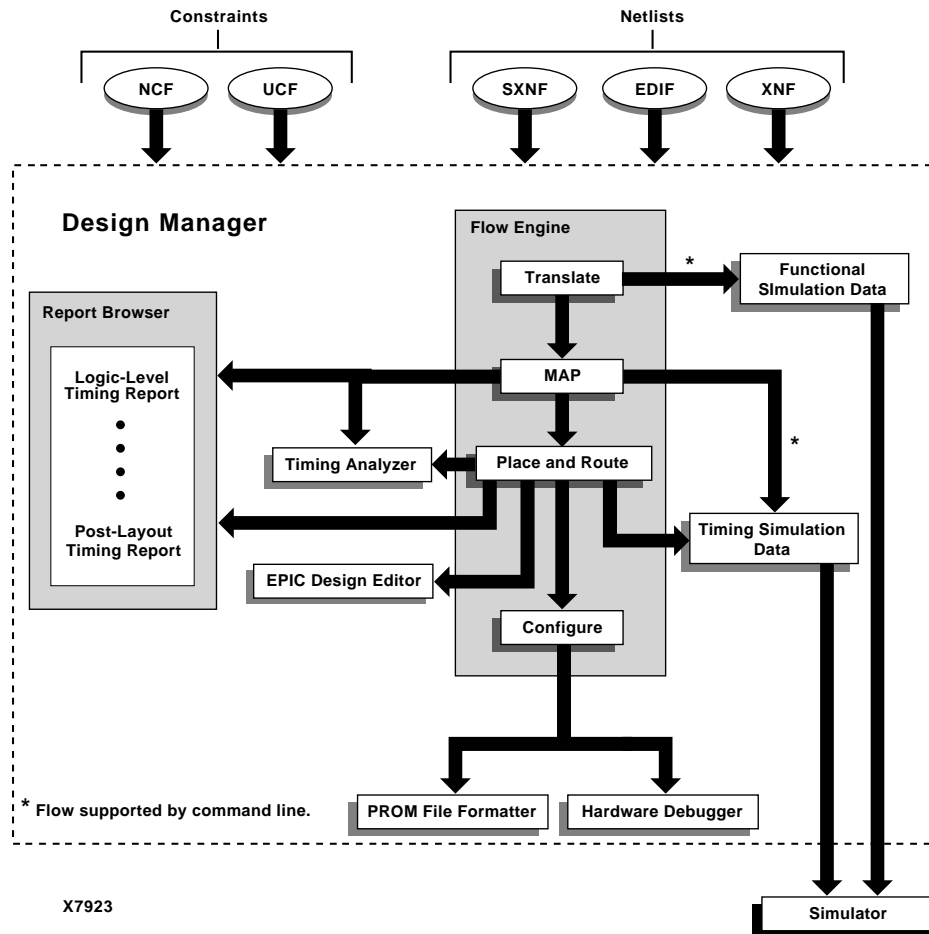 Constraints
Netlists
NCF
UCF
SXNF
EDIF
XNF
Design Manager
Flow Engine
Translate
*
Functional
SImulation Data
Report Browser
Logic-Level
Timing Report
MAP
*
Timing Analyzer
Place and Route
Post-Layout
Timing Report
Timing Simulation
Data
EPIC Design Editor
Configure
* Flow supported by command line.
PROM File Formatter
Hardware Debugger
X7923
Simulator